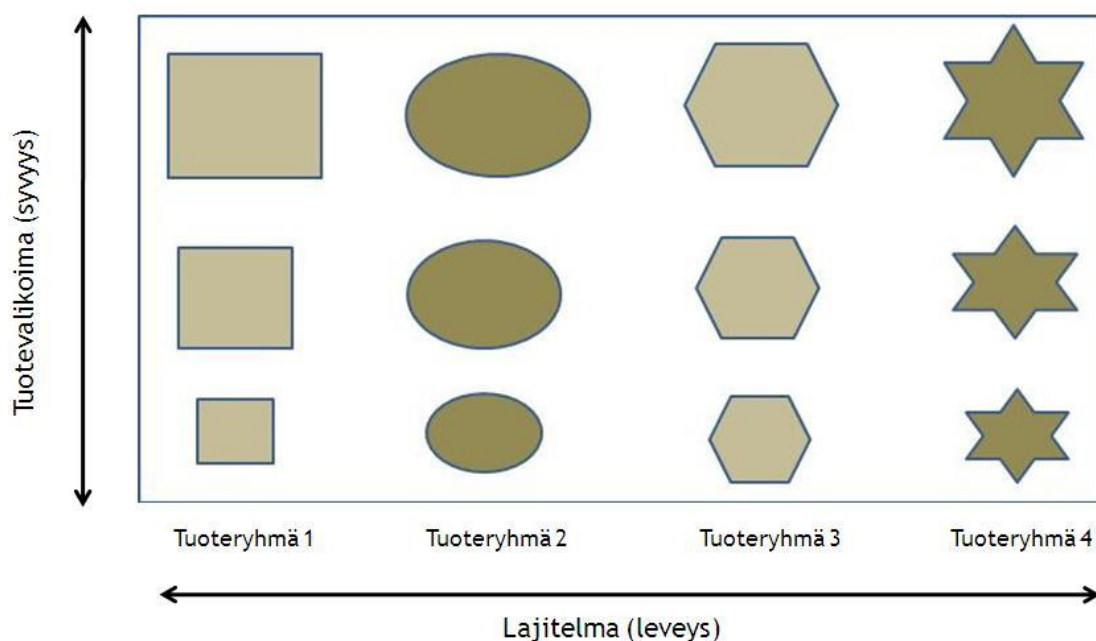 Tuotevalikoima (syvyys)
Tuoteryhmä 1
Tuoteryhmä 2
Tuoteryhmä 3
Tuoteryhmä 4
Lajitelma (leveys)